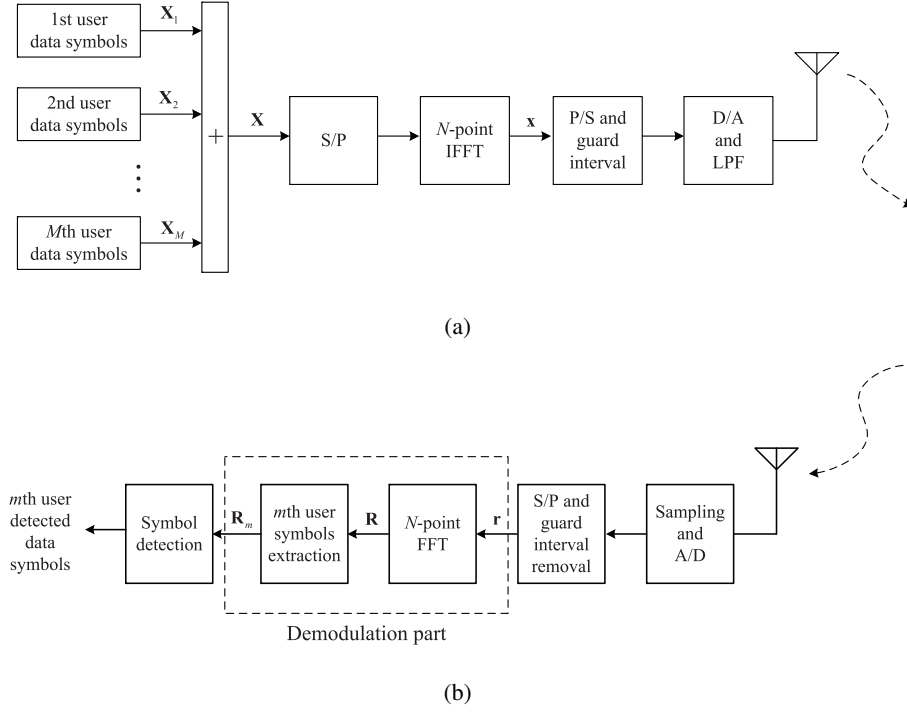 1st user
data symbols
X₁
2nd user
data symbols
X₂
⋮
Mth user
data symbols
X_M
+
X
S/P
N-point
IFFT
x
P/S and
guard
interval
D/A
and
LPF
(a)
mth user
detected
data
symbols
Symbol
detection
R_m
mth user
symbols
extraction
R
N-point
FFT
r
S/P and
guard
interval
removal
Sampling
and
A/D
Demodulation part
(b)